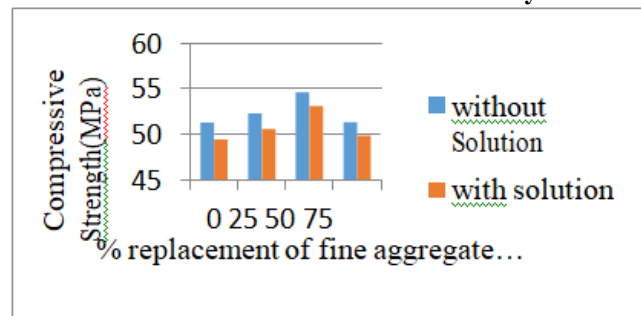 60
55
50
45
Compressive
Strength(MPa)
0 25 50 75
% replacement of fine aggregate…
without
Solution
with solution